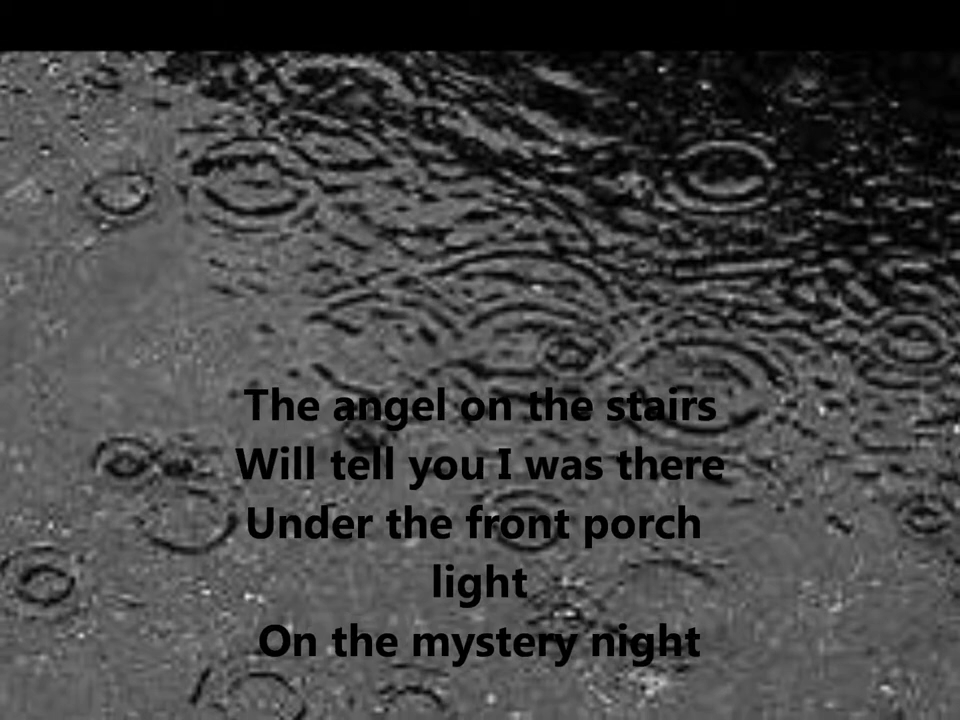 The angel on the stairs
Will tell you I was there
Under the front porch
light
On the mystery night